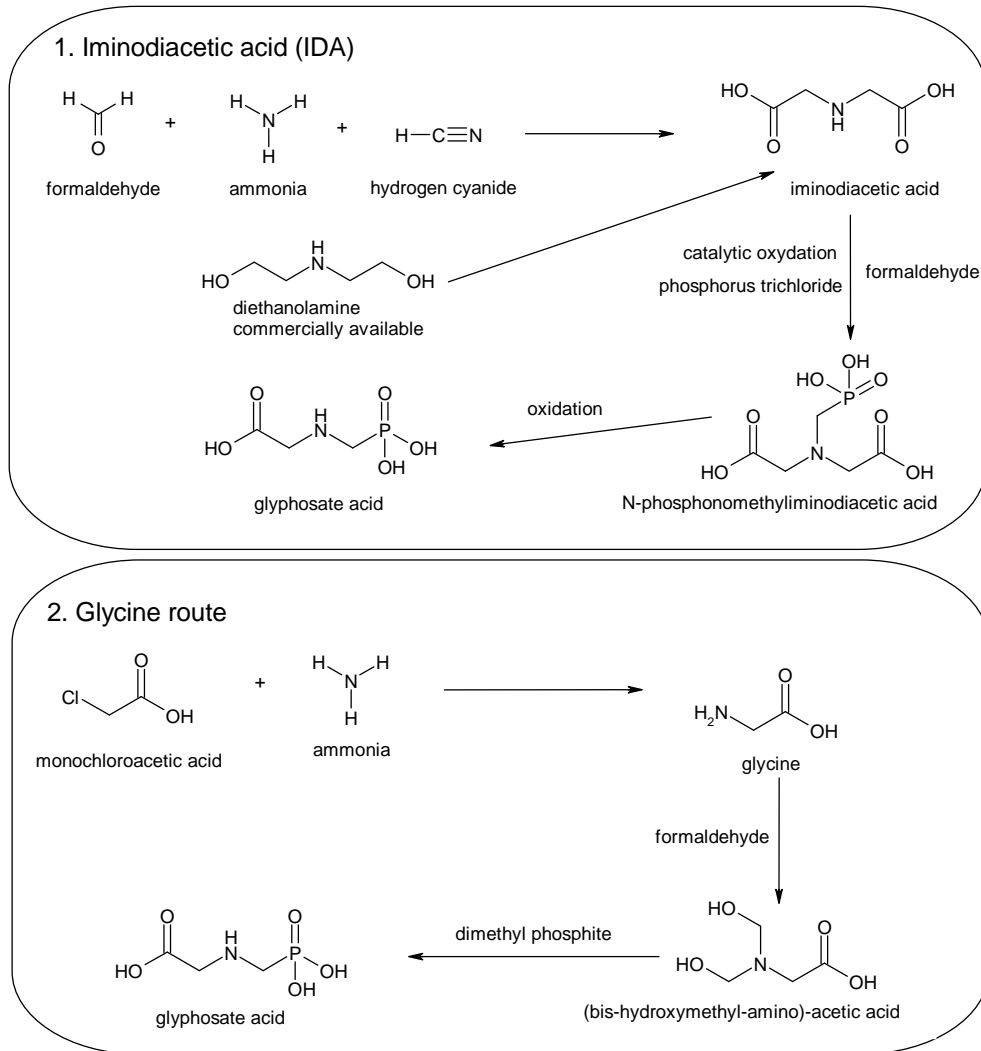 1. Iminodiacetic acid (IDA)
H H
O
+
H H
N
H
+
H C N
HO OH
N
H
O O
formaldehyde
ammonia
hydrogen cyanide
iminodiacetic acid
H
N
HO OH
diethanolamine
commercially available
catalytic oxydation
phosphorus trichloride
formaldehyde
O H O
HO N P OH
OH
glyphosate acid
oxidation
OH
HO P O
O O
HO N OH
N-phosphonomethyliminodiacetic acid
2. Glycine route
O
Cl OH
monochloroacetic acid
+
H H
N
H
ammonia
O
H2N OH
glycine
formaldehyde
O H O
HO N P OH
OH
glyphosate acid
dimethyl phosphite
HO
O
HO N OH
(bis-hydroxymethyl-amino)-acetic acid